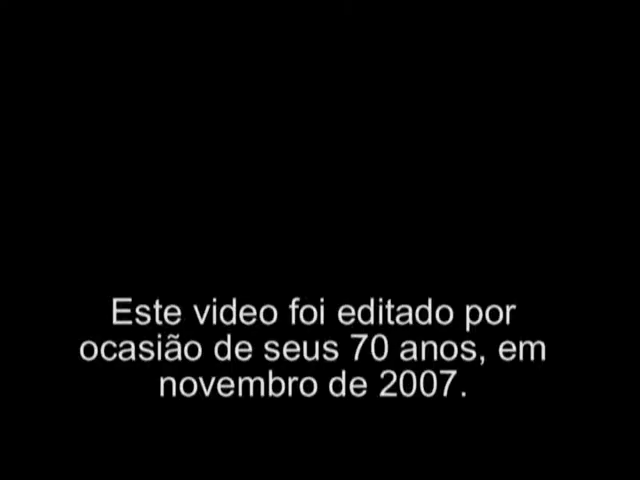 Este video foi editado por
ocasião de seus 70 anos, em
novembro de 2007.